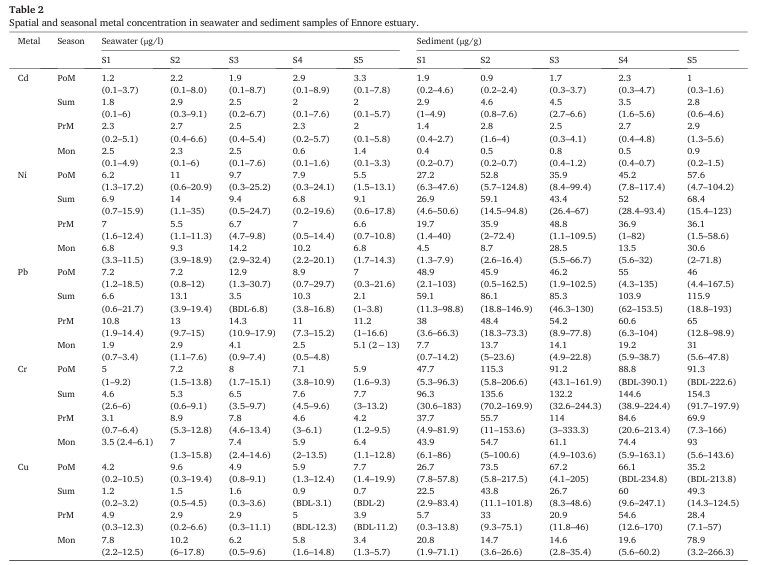 Table 2
Spatial and seasonal metal concentration in seawater and sediment samples of Ennore estuary.
Metal Season Seawater (μg/l) Sediment (μg/g)
S1 S2 S3 S4 S5 S1 S2 S3 S4 S5
Cd PoM 1.2 2.2 1.9 2.9 3.3 1.9 0.9 1.7 2.3 1
(0.1–3.7) (0.1–8.0) (0.1–8.7) (0.1–8.9) (0.1–7.8) (0.2–4.6) (0.2–2.4) (0.3–3.7) (0.3–4.7) (0.3–1.6)
Sum 1.8 2.9 2.5 2 2 2.9 4.6 4.5 3.5 2.8
(0.1–6) (0.3–9.1) (0.2–6.7) (0.1–7.6) (0.1–5.7) (1–4.9) (0.8–7.6) (2.7–6.6) (1.6–5.6) (0.6–4.6)
PrM 2.3 2.7 2.5 2.3 2 1.4 2.8 2.5 2.7 2.9
(0.2–5.1) (0.4–6.6) (0.4–5.4) (0.2–5.7) (0.1–5.8) (0.4–2.7) (1.6–4) (0.3–4.1) (0.4–4.8) (1.3–5.6)
Mon 2.5 2.3 2.5 0.6 1.4 0.4 0.5 0.8 0.5 0.9
(0.1–4.9) (0.1–6) (0.1–7.6) (0.1–1.6) (0.1–3.3) (0.2–0.7) (0.2–0.7) (0.4–1.2) (0.4–0.7) (0.2–1.5)
Ni PoM 6.2 11 9.7 7.9 5.5 27.2 52.8 35.9 45.2 57.6
(1.3–17.2) (0.6–20.9) (0.3–25.2) (0.3–24.1) (1.5–13.1) (6.3–47.6) (5.7–124.8) (8.4–99.4) (7.8–117.4) (4.7–104.2)
Sum 6.9 14 9.4 6.8 9.1 26.9 59.1 43.4 52 68.4
(0.7–15.9) (1.1–35) (0.5–24.7) (0.2–19.6) (0.6–17.8) (4.6–50.6) (14.5–94.8) (26.4–67) (28.4–93.4) (15.4–123)
PrM 7 5.5 6.7 7 6.6 19.7 35.9 48.8 36.9 36.1
(1.6–12.4) (1.1–11.3) (4.7–9.8) (0.5–14.4) (0.7–10.8) (1.4–40) (2–72.4) (1.1–109.5) (1–82) (1.5–58.6)
Mon 6.8 9.3 14.2 10.2 6.8 4.5 8.7 28.5 13.5 30.6
(3.3–11.5) (3.9–18.9) (2.9–32.4) (2.2–20.1) (1.7–14.3) (1.3–7.9) (2.6–16.4) (5.5–66.7) (5.6–32) (2–71.8)
Pb PoM 7.2 7.2 12.9 8.9 7 48.9 45.9 46.2 55 46
(1.2–18.5) (0.8–12) (1.3–30.7) (0.7–29.7) (0.3–21.6) (2.1–103) (0.5–162.5) (1.9–102.5) (4.3–135) (4.4–167.5)
Sum 6.6 13.1 3.5 10.3 2.1 59.1 86.1 85.3 103.9 115.9
(0.6–21.7) (3.9–19.4) (BDL-6.8) (3.8–16.8) (1–3.8) (11.3–98.8) (18.8–146.9) (46.3–130) (62–153.5) (18.8–193)
PrM 10.8 13 14.3 11 11.2 38 48.4 54.2 60.6 65
(1.9–14.4) (9.7–15) (10.9–17.9) (7.3–15.2) (1–16.6) (3.6–66.3) (18.3–73.3) (8.9–77.8) (6.3–104) (12.8–98.9)
Mon 1.9 2.9 4.1 2.5 5.1 (2−13) 7.7 13.7 14.1 19.2 31
(0.7–3.4) (1.1–7.6) (0.9–7.4) (0.5–4.8) (0.7–14.2) (5–23.6) (4.9–22.8) (5.9–38.7) (5.6–47.8)
Cr PoM 5 7.2 8 7.1 5.9 47.7 115.3 91.2 88.8 91.3
(1–9.2) (1.5–13.8) (1.7–15.1) (3.8–10.9) (1.6–9.3) (5.3–96.3) (5.8–206.6) (43.1–161.9) (BDL-390.1) (BDL-222.6)
Sum 4.6 5.3 6.5 7.6 7.7 96.3 135.6 132.2 144.6 154.3
(2.6–6) (0.6–9.1) (3.5–9.7) (4.5–9.6) (3–13.2) (30.6–183) (70.2–169.9) (32.6–244.3) (38.9–224.4) (91.7–197.9)
PrM 3.1 8.9 7.8 4.6 4.2 37.7 55.7 114 84.6 69.9
(0.7–6.4) (5.3–12.8) (4.6–13.4) (3–6.1) (1.2–9.5) (4.9–81.9) (11–153.6) (3–333.3) (20.6–213.4) (7.3–166)
Mon 3.5 (2.4–6.1) 7 7.4 5.9 6.4 43.9 54.7 61.1 74.4 93
(1.3–15.8) (2.4–14.6) (2–13.5) (1.1–12.8) (6.1–86) (5–100.6) (4.9–103.6) (5.9–163.1) (5.6–143.6)
Cu PoM 4.2 9.6 4.9 5.9 7.7 26.7 73.5 67.2 66.1 35.2
(0.2–10.5) (0.3–19.4) (0.8–9.1) (1.3–12.4) (1.4–19.9) (7.8–57.8) (5.8–217.5) (4.1–205) (BDL-234.8) (BDL-213.8)
Sum 1.2 1.5 1.6 0.9 0.7 22.5 43.8 26.7 60 49.3
(0.2–3.2) (0.5–4.5) (0.3–3.6) (BDL-3.1) (BDL-2) (2.9–83.4) (11.1–101.8) (8.3–48.6) (9.6–247.1) (14.3–124.5)
PrM 4.9 2.9 2.9 5 3.9 5.7 33 20.9 54.6 28.4
(0.3–12.3) (0.2–6.6) (0.3–11.1) (BDL-12.3) (BDL-11.2) (0.3–13.8) (9.3–75.1) (11.8–46) (12.6–170) (7.1–57)
Mon 7.8 10.2 6.2 5.8 3.4 20.8 14.7 14.6 19.6 78.9
(2.2–12.5) (6–17.8) (0.5–9.6) (1.6–14.8) (1.3–5.7) (1.9–71.1) (3.6–26.6) (2.8–35.4) (5.6–60.2) (3.2–266.3)